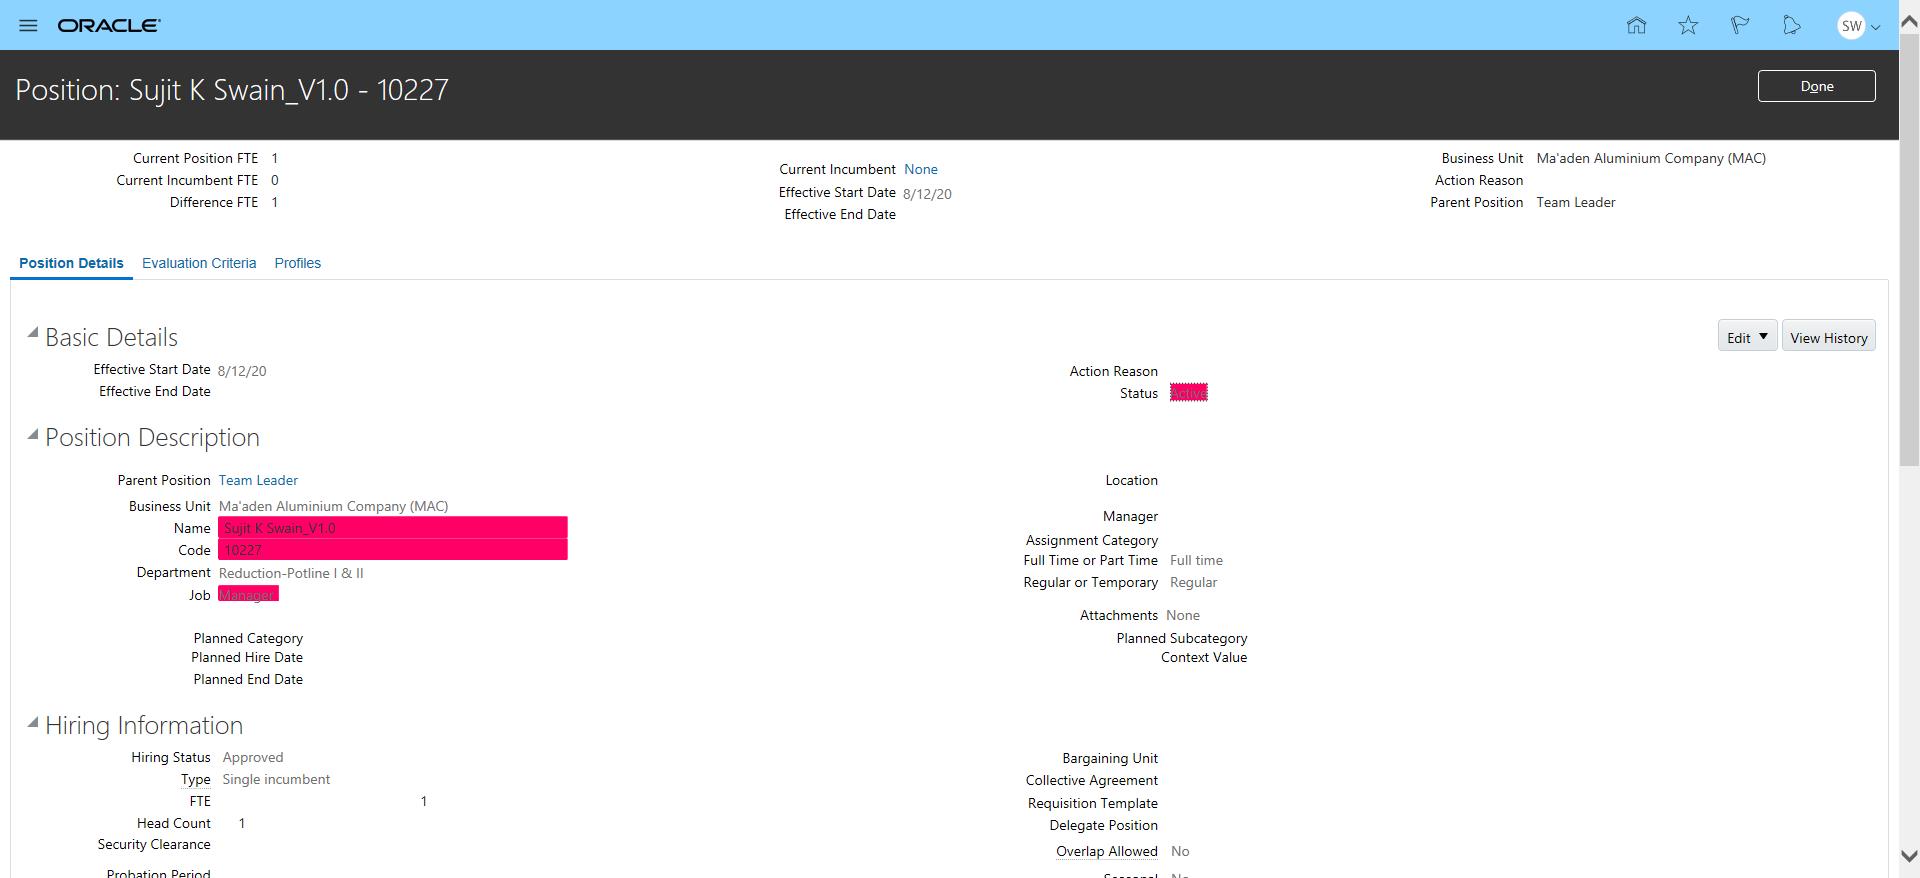 ORACLE
SW
Position: Sujit K Swain_V1.0 - 10227
Done
Current Position FTE 1
Current Incumbent FTE 0
Difference FTE 1
Current Incumbent None
Effective Start Date 8/12/20
Effective End Date
Business Unit Ma'aden Aluminium Company (MAC)
Action Reason
Parent Position Team Leader
Position Details Evaluation Criteria Profiles
Basic Details
Edit View History
Effective Start Date 8/12/20
Effective End Date
Action Reason
Status Active
Position Description
Parent Position Team Leader
Business Unit Ma'aden Aluminium Company (MAC)
Name Sujit K Swain_V1.0
Code 10227
Department Reduction-Potline I & II
Job Manager
Location
Manager
Assignment Category
Full Time or Part Time Full time
Regular or Temporary Regular
Attachments None
Planned Category
Planned Hire Date
Planned End Date
Planned Subcategory
Context Value
Hiring Information
Hiring Status Approved
Type Single incumbent
FTE 1
Head Count 1
Security Clearance
Probation Period
Bargaining Unit
Collective Agreement
Requisition Template
Delegate Position
Overlap Allowed No
Seasonal No